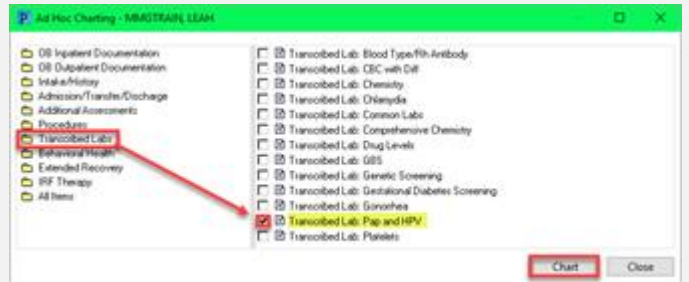 Ad Hoc Charting - MMGTRAIN, LEAH
OB Inpatient Documentation
OB Outpatient Documentation
Intake/History
Admission/Transfer/Discharge
Additional Assessments
Procedures
Transcribed Labs
Behavioral Health
Extended Recovery
IRF Therapy
All Items
Transcribed Lab: Blood Type/Rh Antibody
Transcribed Lab: CBC with Diff
Transcribed Lab: Chemistry
Transcribed Lab: Chlamydia
Transcribed Lab: Common Labs
Transcribed Lab: Comprehensive Chemistry
Transcribed Lab: Drug Levels
Transcribed Lab: GBS
Transcribed Lab: Genetic Screening
Transcribed Lab: Gestational Diabetes Screening
Transcribed Lab: Gonorrhea
Transcribed Lab: Pap and HPV
Transcribed Lab: Platelets
Chart
Close